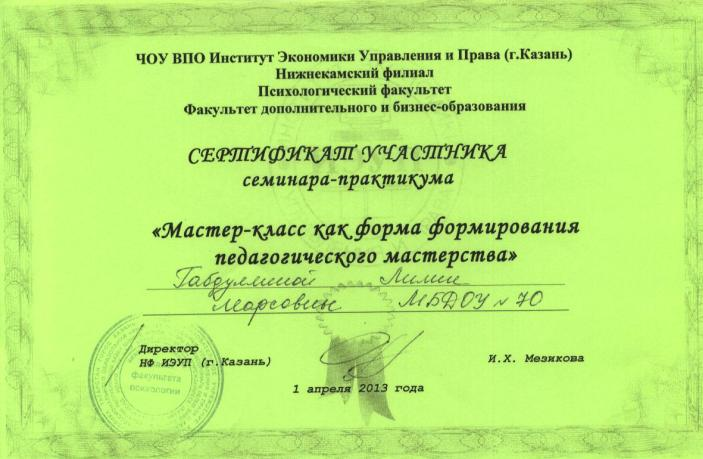 ЧОУ ВПО Институт Экономики Управления и Права (г.Казань)
Нижнекамский филиал
Психологический факультет
Факультет дополнительного и бизнес-образования
СЕРТИФИКАТ УЧАСТНИКА
семинара-практикума
«Мастер-класс как форма формирования
педагогического мастерства»
Габдуллиной Лилии
Марсовны МБДОУ № 70
Директор
НФ ИЭУП (г.Казань)
И.Х. Мезикова
факультета
психологии
1 апреля 2013 года